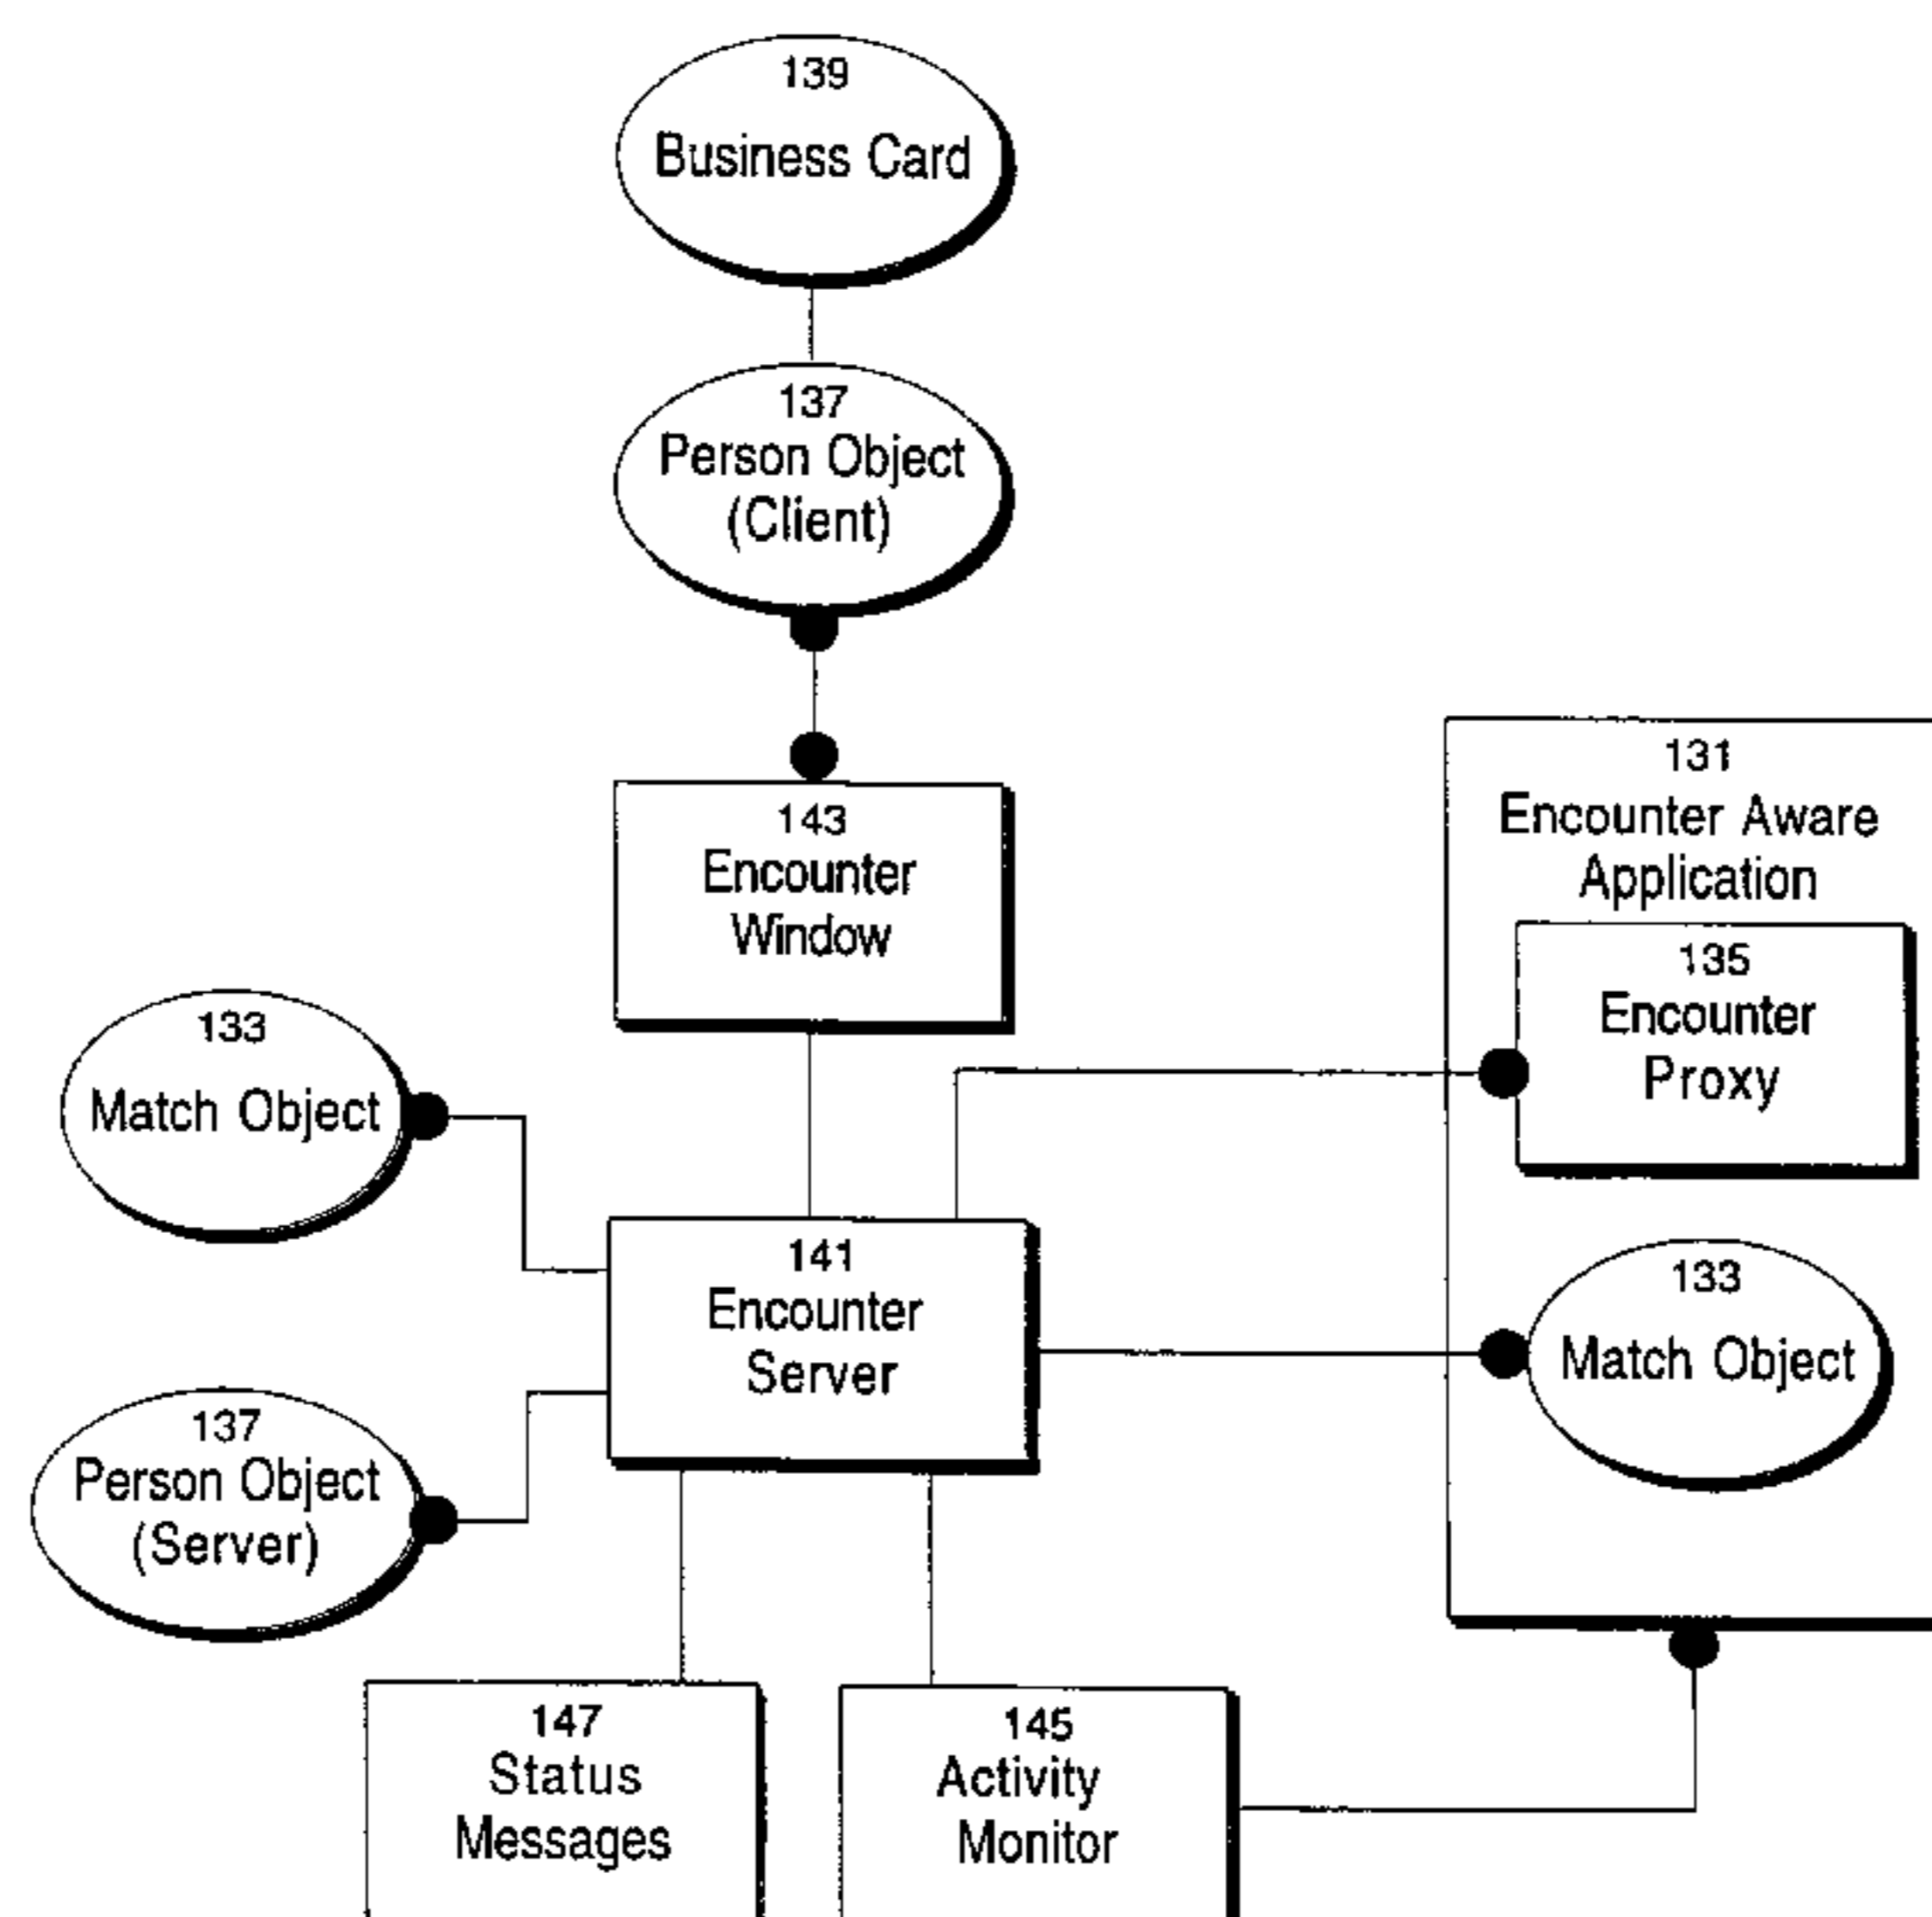 139
Business Card
137
Person Object
(Client)
143
Encounter
Window
131
Encounter Aware
Application
135
Encounter
Proxy
133
Match Object
133
Match Object
141
Encounter
Server
137
Person Object
(Server)
147
Status
Messages
145
Activity
Monitor